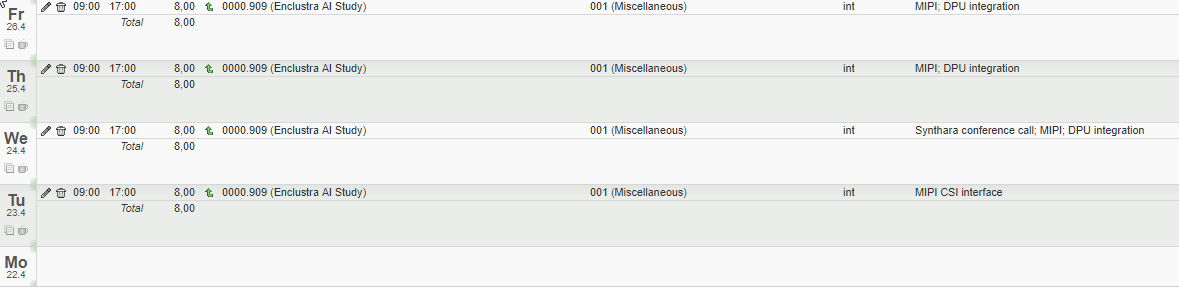 Fr 09:00 17:00 8,00 0000.909 (Enclustra AI Study) 001 (Miscellaneous) int MIPI; DPU integration
26.4 Total 8,00
Th 09:00 17:00 8,00 0000.909 (Enclustra AI Study) 001 (Miscellaneous) int MIPI; DPU integration
25.4 Total 8,00
We 09:00 17:00 8,00 0000.909 (Enclustra AI Study) 001 (Miscellaneous) int Synthara conference call; MIPI; DPU integration
24.4 Total 8,00
Tu 09:00 17:00 8,00 0000.909 (Enclustra AI Study) 001 (Miscellaneous) int MIPI CSI interface
23.4 Total 8,00
Mo
22.4